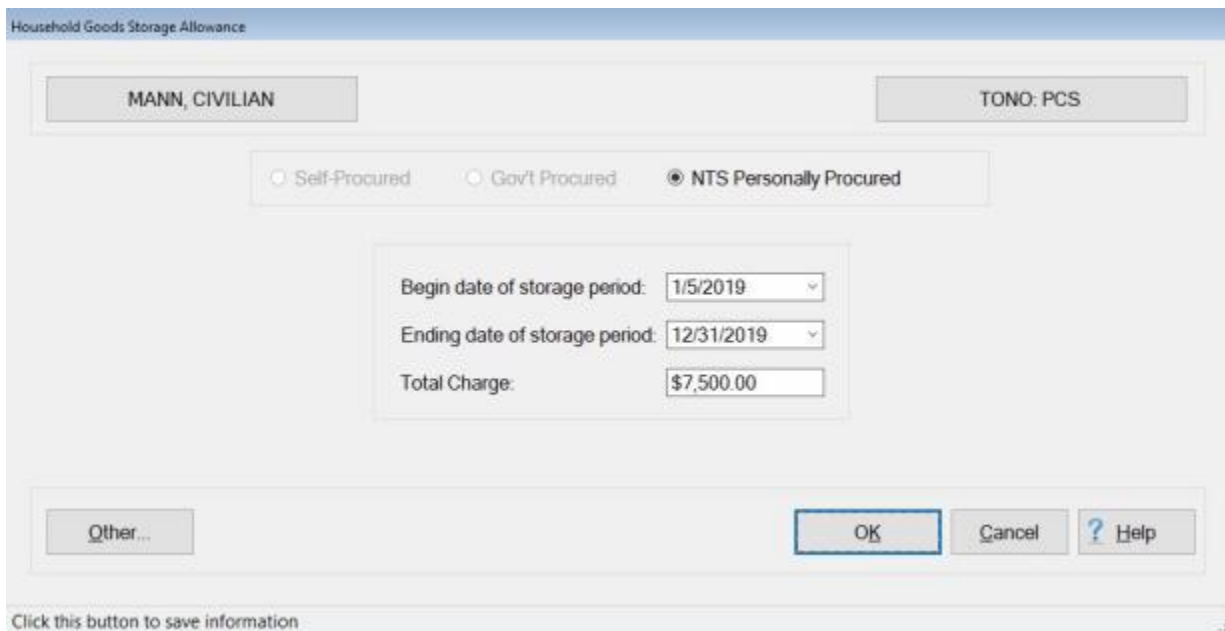 Household Goods Storage Allowance
MANN, CIVILIAN TONO: PCS
Self-Procured Gov't Procured NTS Personally Procured
Begin date of storage period: 1/5/2019
Ending date of storage period: 12/31/2019
Total Charge: $7,500.00
Other... OK Cancel ? Help
Click this button to save information